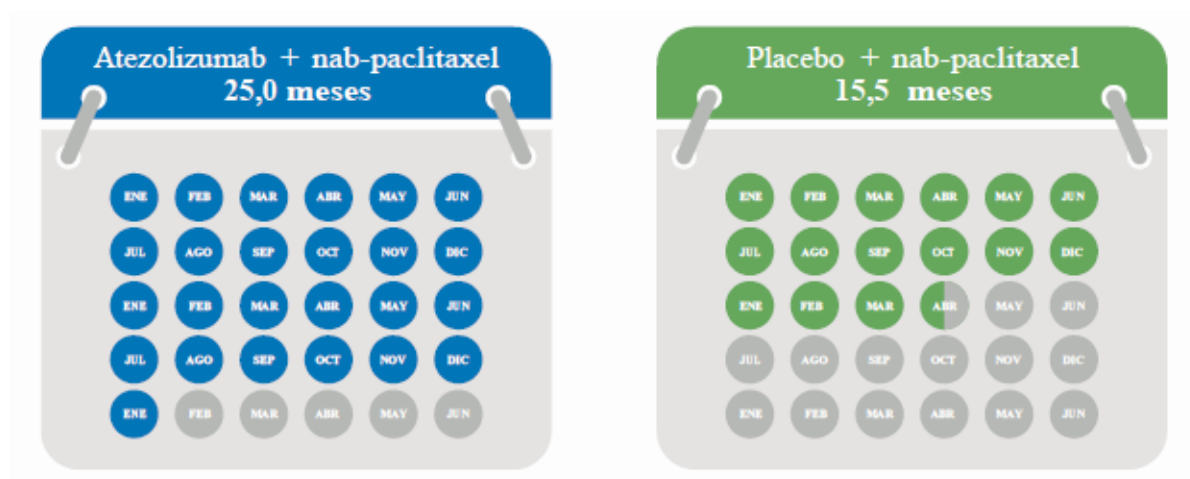 Atezolizumab + nab-paclitaxel
25,0 meses
ENE FEB MAR ABR MAY JUN
JUL AGO SEP OCT NOV DIC
ENE FEB MAR ABR MAY JUN
JUL AGO SEP OCT NOV DIC
ENE FEB MAR ABR MAY JUN
Placebo + nab-paclitaxel
15,5 meses
ENE FEB MAR ABR MAY JUN
JUL AGO SEP OCT NOV DIC
ENE FEB MAR ABR MAY JUN
JUL AGO SEP OCT NOV DIC
ENE FEB MAR ABR MAY JUN